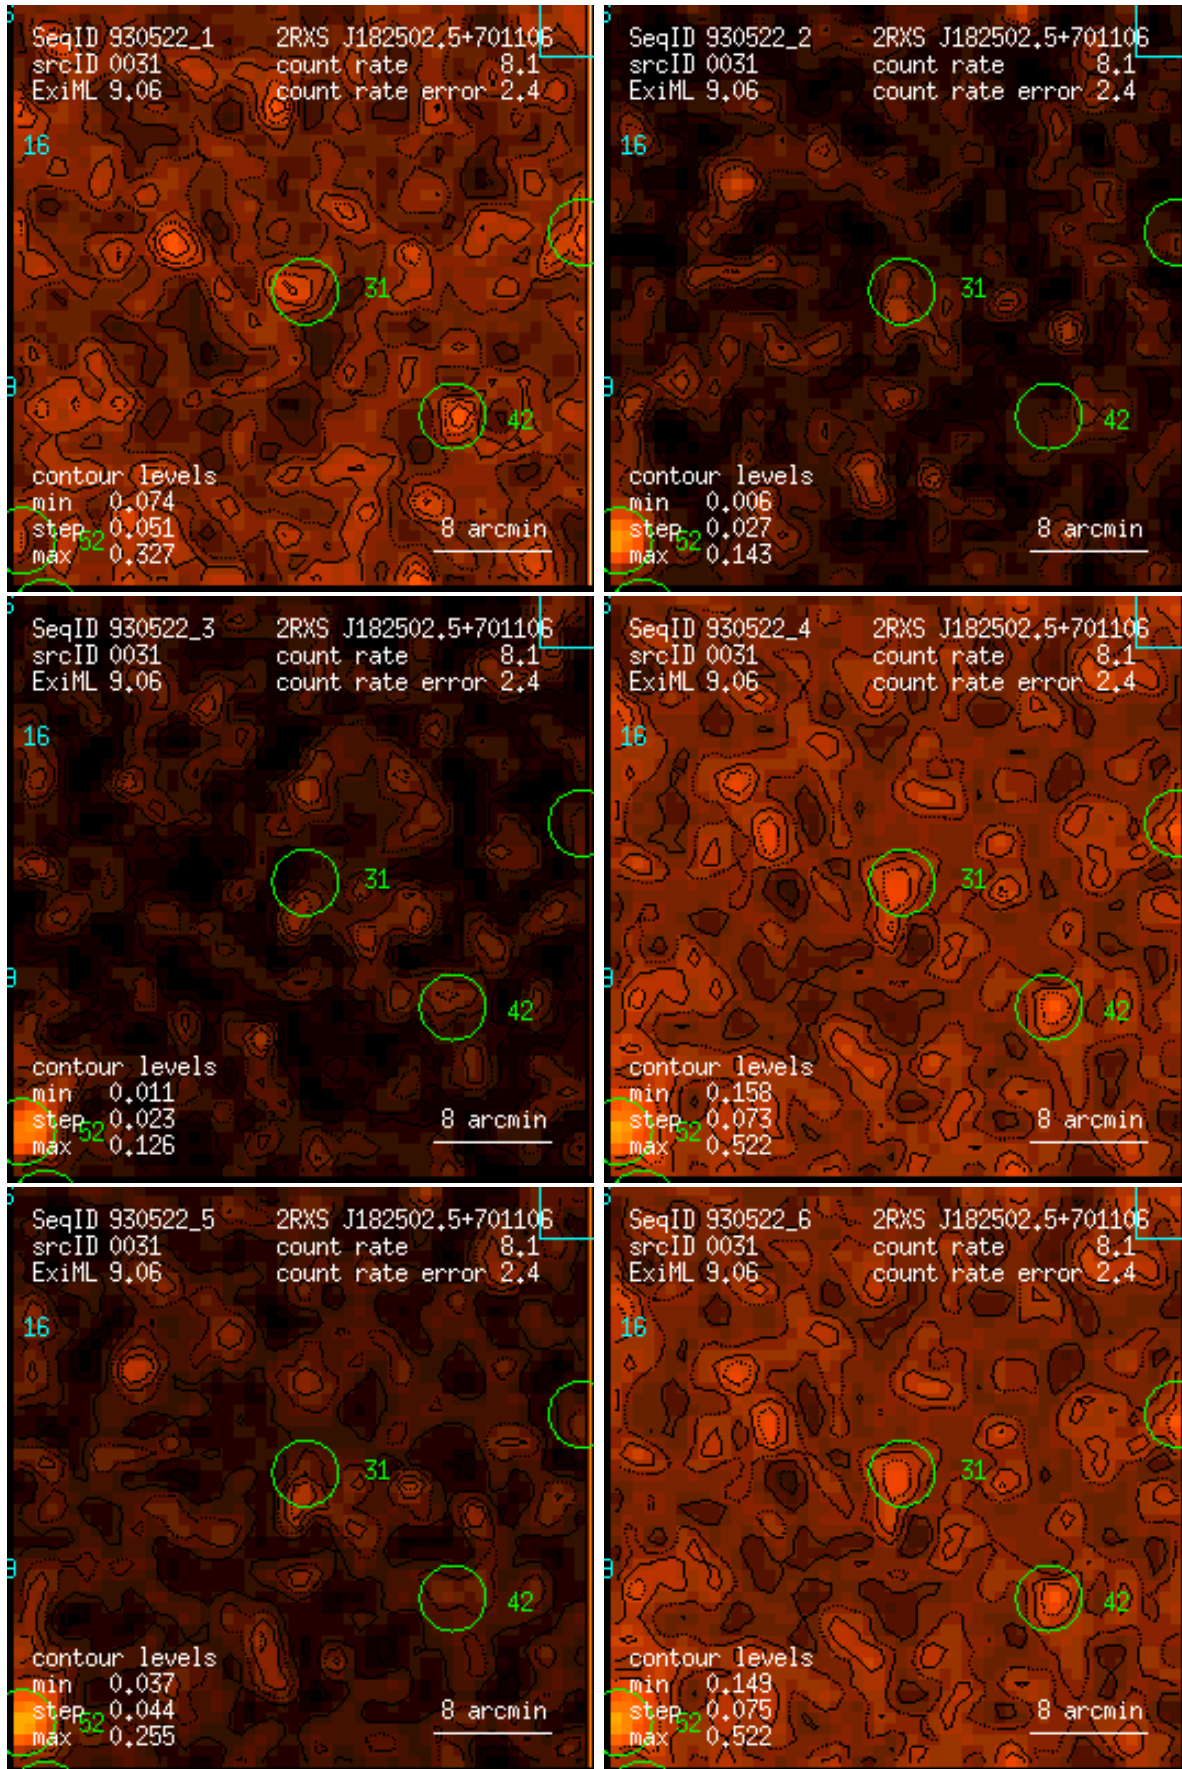 SeqID 930522_1 2RXS J182502.5+701106
srcID 0031 count rate 8.1
ExiML 9.06 count rate error 2.4
16
31
42
contour levels
min 0.074
step 0.051
52
max 0.327
8 arcmin
SeqID 930522_2 2RXS J182502.5+701106
srcID 0031 count rate 8.1
ExiML 9.06 count rate error 2.4
16
31
42
contour levels
min 0.006
step 0.027
52
max 0.143
8 arcmin
SeqID 930522_3 2RXS J182502.5+701106
srcID 0031 count rate 8.1
ExiML 9.06 count rate error 2.4
16
31
42
contour levels
min 0.011
step 0.023
52
max 0.126
8 arcmin
SeqID 930522_4 2RXS J182502.5+701106
srcID 0031 count rate 8.1
ExiML 9.06 count rate error 2.4
16
31
42
contour levels
min 0.158
step 0.073
52
max 0.522
8 arcmin
SeqID 930522_5 2RXS J182502.5+701106
srcID 0031 count rate 8.1
ExiML 9.06 count rate error 2.4
16
31
42
contour levels
min 0.037
step 0.044
52
max 0.255
8 arcmin
SeqID 930522_6 2RXS J182502.5+701106
srcID 0031 count rate 8.1
ExiML 9.06 count rate error 2.4
16
31
42
contour levels
min 0.149
step 0.075
52
max 0.522
8 arcmin